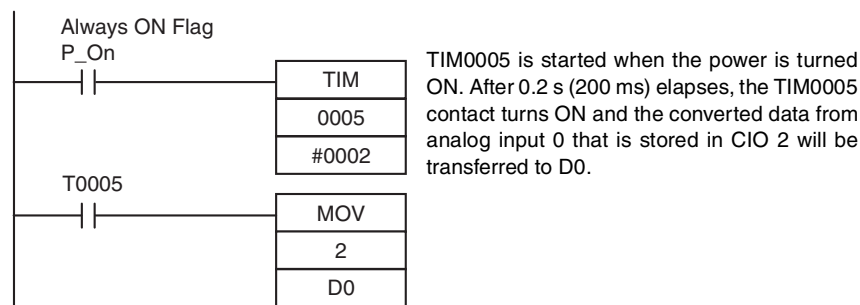 Always ON Flag
P_On
TIM
0005
#0002
TIM0005 is started when the power is turned
ON. After 0.2 s (200 ms) elapses, the TIM0005
contact turns ON and the converted data from
analog input 0 that is stored in CIO 2 will be
transferred to D0.
T0005
MOV
2
D0